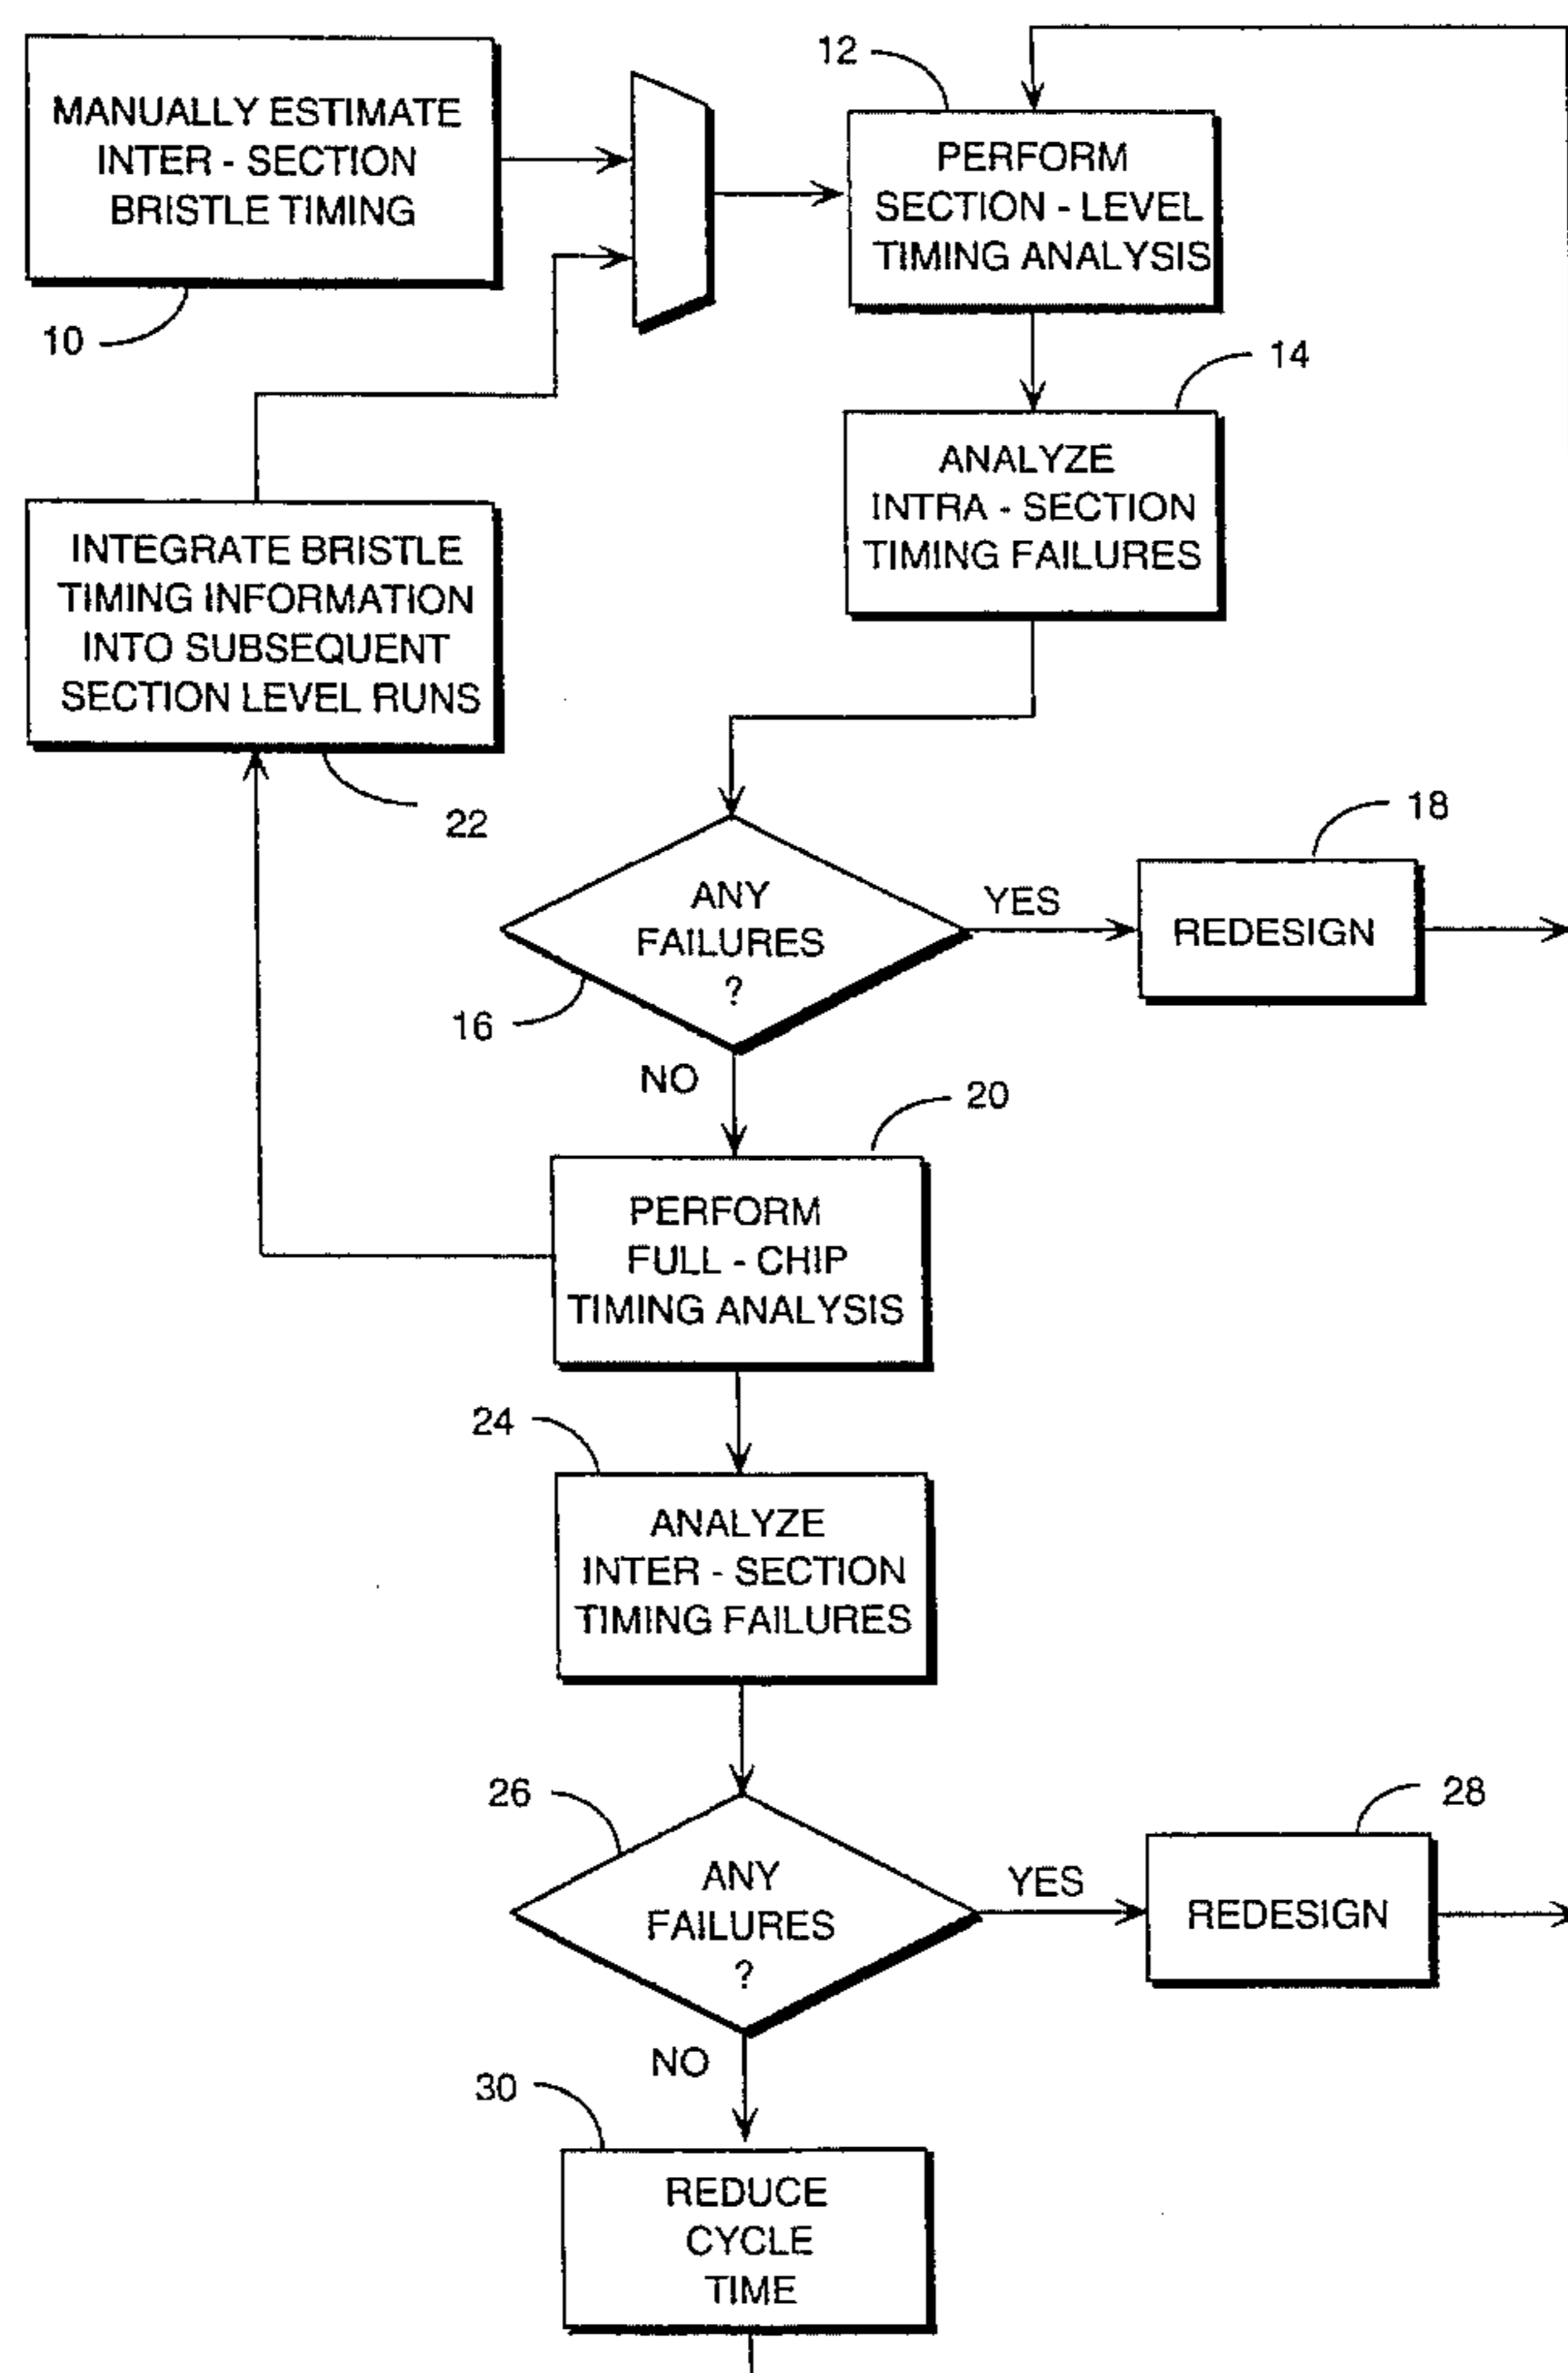 MANUALLY ESTIMATE
INTER - SECTION
BRISTLE TIMING
10
12
PERFORM
SECTION - LEVEL
TIMING ANALYSIS
14
ANALYZE
INTRA - SECTION
TIMING FAILURES
INTEGRATE BRISTLE
TIMING INFORMATION
INTO SUBSEQUENT
SECTION LEVEL RUNS
22
ANY
FAILURES
?
16
YES
18
REDESIGN
NO
20
PERFORM
FULL - CHIP
TIMING ANALYSIS
24
ANALYZE
INTER - SECTION
TIMING FAILURES
26
ANY
FAILURES
?
YES
28
REDESIGN
NO
30
REDUCE
CYCLE
TIME